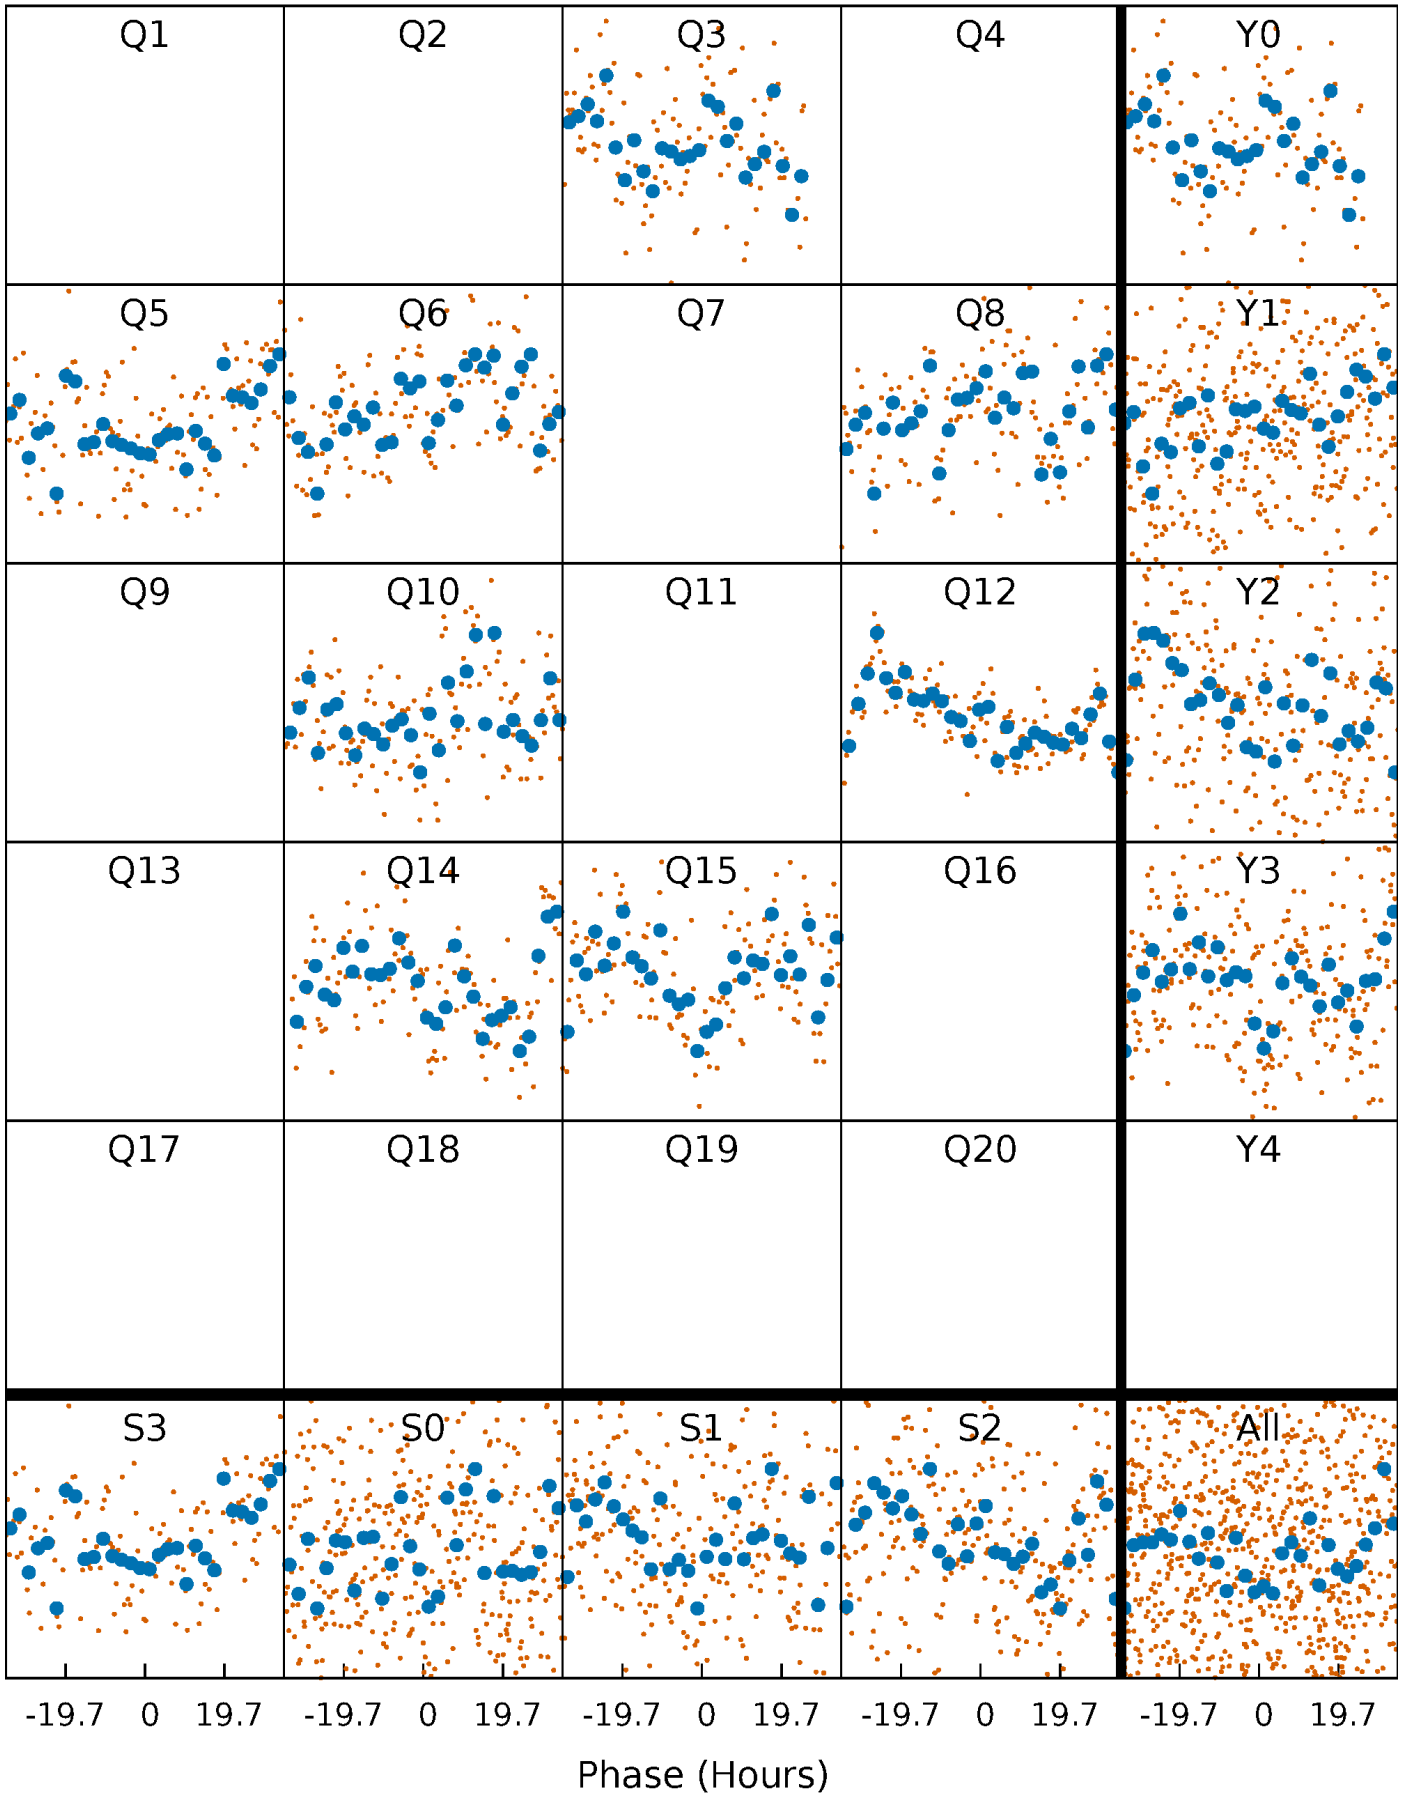 Q1 Q2 Q3 Q4 Y0
Q5 Q6 Q7 Q8 Y1
Q9 Q10 Q11 Q12 Y2
Q13 Q14 Q15 Q16 Y3
Q17 Q18 Q19 Q20 Y4
S3 S0 S1 S2 All
-19.7 0 19.7 -19.7 0 19.7 -19.7 0 19.7 -19.7 0 19.7 -19.7 0 19.7
Phase (Hours)